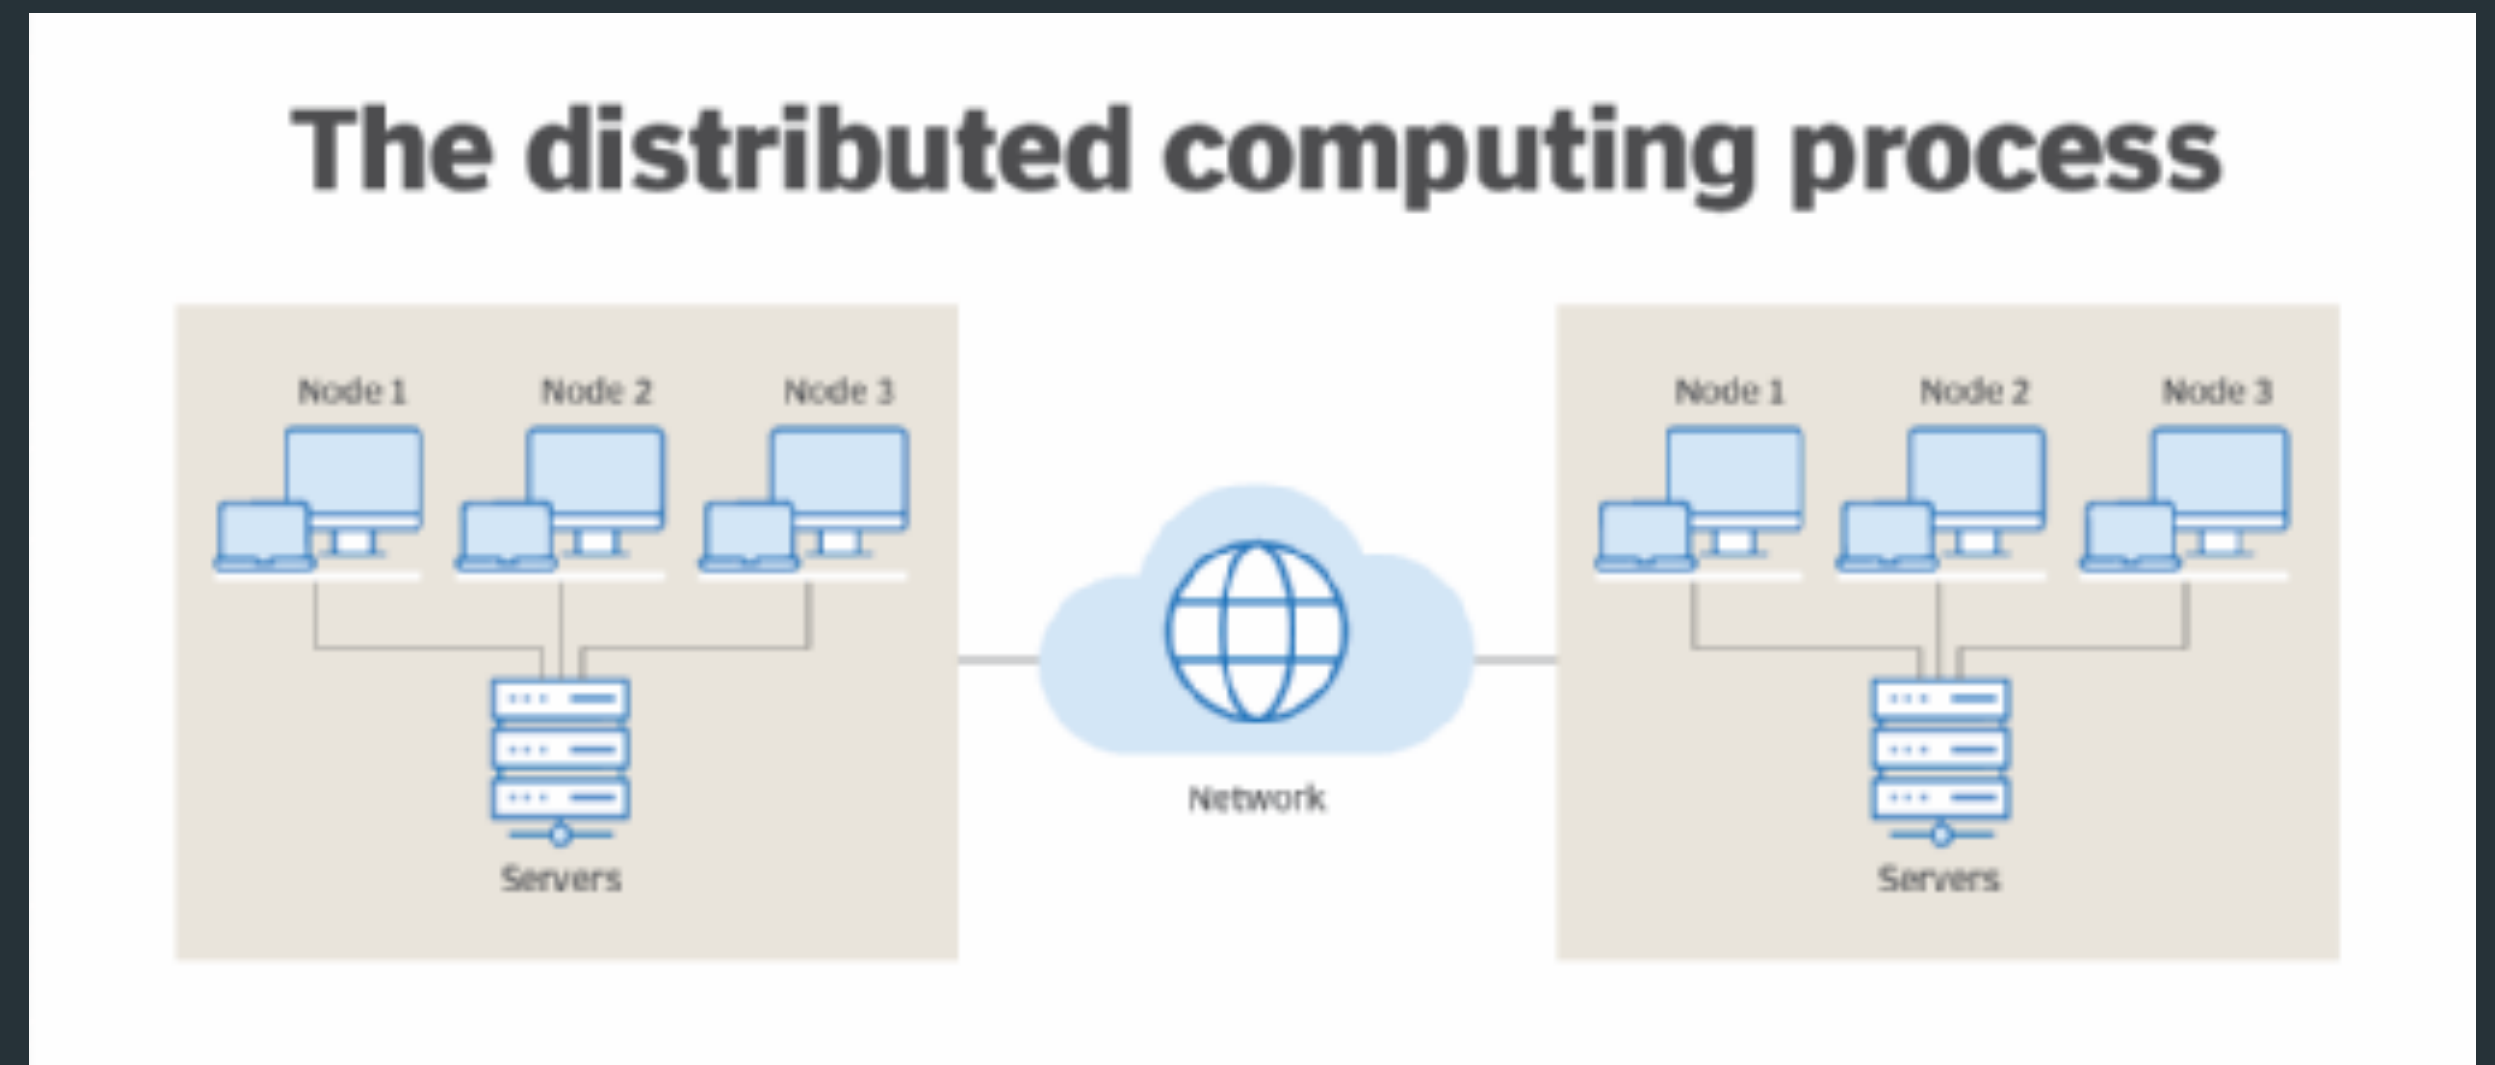 The distributed computing process
Node 1 Node 2 Node 3
Servers
Network
Node 1 Node 2 Node 3
Servers